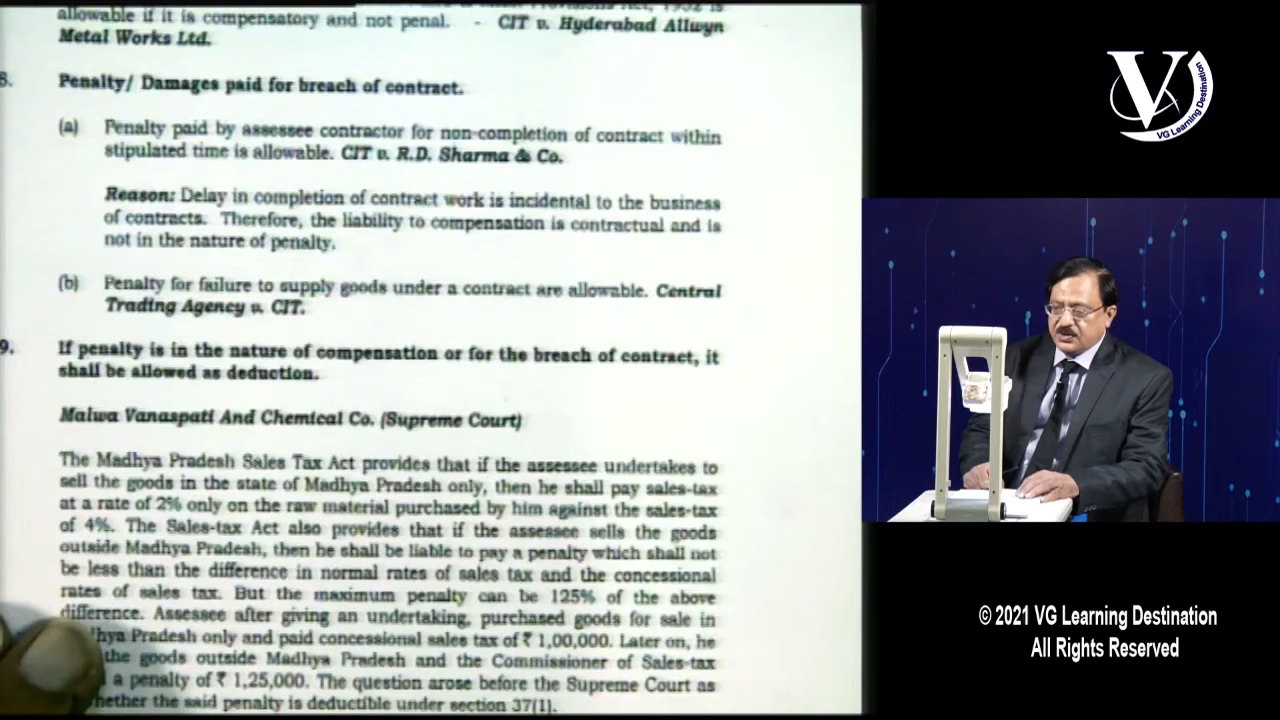 allowable if it is compensatory and not penal. - CIT v. Hyderabad Allwyn
Metal Works Ltd.
8. Penalty/ Damages paid for breach of contract.
(a) Penalty paid by assessee contractor for non-completion of contract within
stipulated time is allowable. CIT v. R.D. Sharma & Co.
Reason: Delay in completion of contract work is incidental to the business
of contracts. Therefore, the liability to compensation is contractual and is
not in the nature of penalty.
(b) Penalty for failure to supply goods under a contract are allowable. Central
Trading Agency v. CIT.
9. If penalty is in the nature of compensation or for the breach of contract, it
shall be allowed as deduction.
Malwa Vanaspati And Chemical Co. (Supreme Court)
The Madhya Pradesh Sales Tax Act provides that if the assessee undertakes to
sell the goods in the state of Madhya Pradesh only, then he shall pay sales-tax
at a rate of 2% only on the raw material purchased by him against the sales-tax
of 4%. The Sales-tax Act also provides that if the assessee sells the goods
outside Madhya Pradesh, then he shall be liable to pay a penalty which shall not
be less than the difference in normal rates of sales tax and the concessional
rates of sales tax. But the maximum penalty can be 125% of the above
difference. Assessee after giving an undertaking, purchased goods for sale in
Pradesh only and paid concessional sales tax of ₹ 1,00,000. Later on, he
the goods outside Madhya Pradesh and the Commissioner of Sales-tax
a penalty of ₹ 1,25,000. The question arose before the Supreme Court as
the said penalty is deductible under section 37(1).
V
VG Learning Destination
© 2021 VG Learning Destination
All Rights Reserved